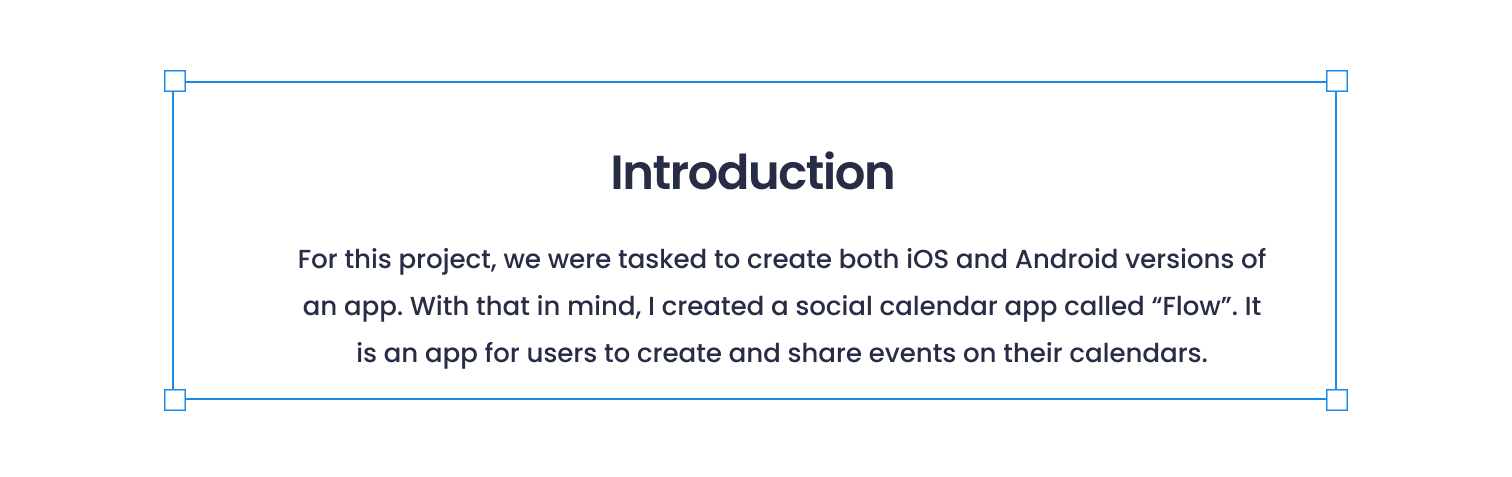 Introduction
For this project, we were tasked to create both iOS and Android versions of
an app. With that in mind, I created a social calendar app called “Flow”. It
is an app for users to create and share events on their calendars.